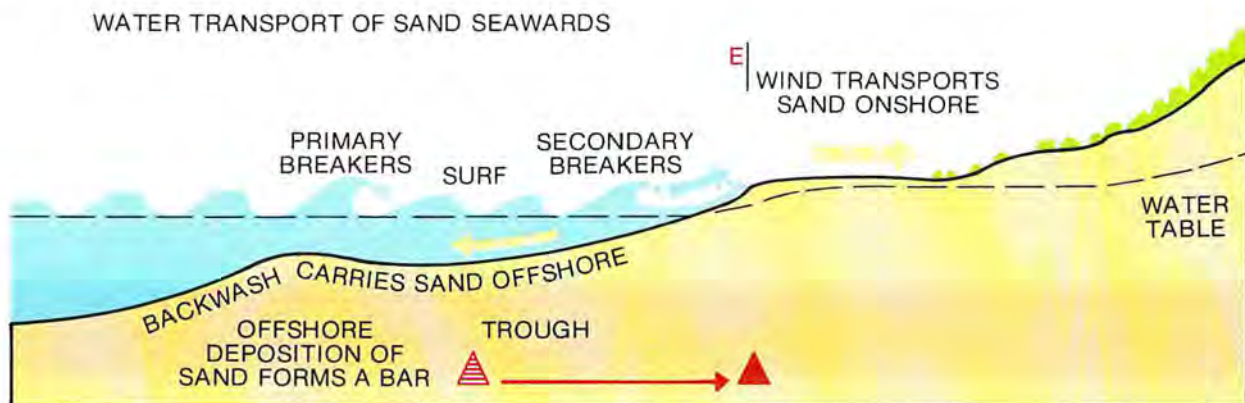 WATER TRANSPORT OF SAND SEAWARDS
E
WIND TRANSPORTS
SAND ONSHORE
PRIMARY
BREAKERS
SURF
SECONDARY
BREAKERS
WATER
TABLE
BACKWASH CARRIES SAND OFFSHORE
OFFSHORE
DEPOSITION OF
SAND FORMS A BAR
TROUGH